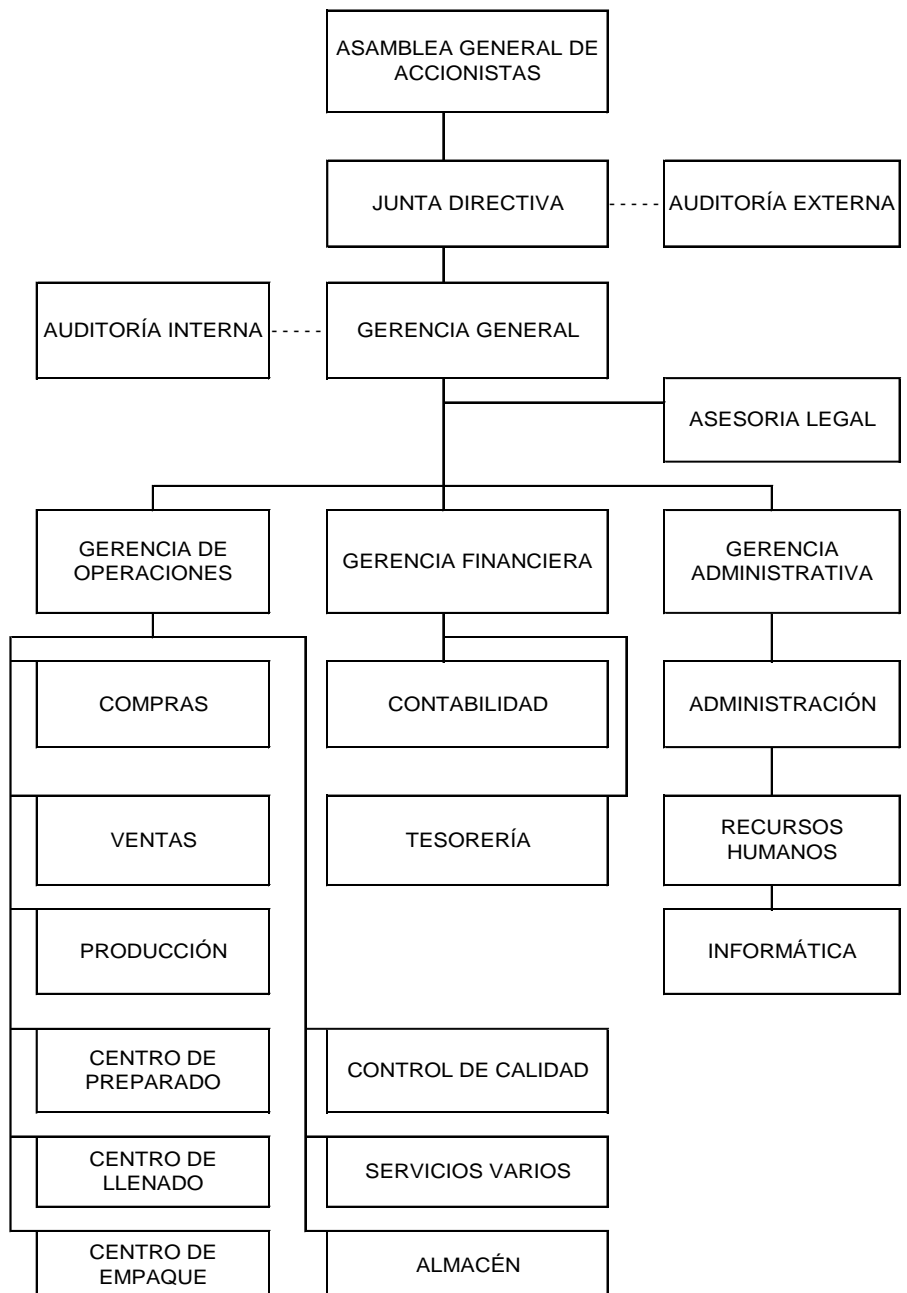 ASAMBLEA GENERAL DE
ACCIONISTAS
JUNTA DIRECTIVA
AUDITORÍA EXTERNA
AUDITORÍA INTERNA
GERENCIA GENERAL
ASESORIA LEGAL
GERENCIA DE
OPERACIONES
GERENCIA FINANCIERA
GERENCIA
ADMINISTRATIVA
COMPRAS
CONTABILIDAD
ADMINISTRACIÓN
VENTAS
TESORERÍA
RECURSOS
HUMANOS
PRODUCCIÓN
INFORMÁTICA
CENTRO DE
PREPARADO
CONTROL DE CALIDAD
CENTRO DE
LLENADO
SERVICIOS VARIOS
CENTRO DE
EMPAQUE
ALMACÉN